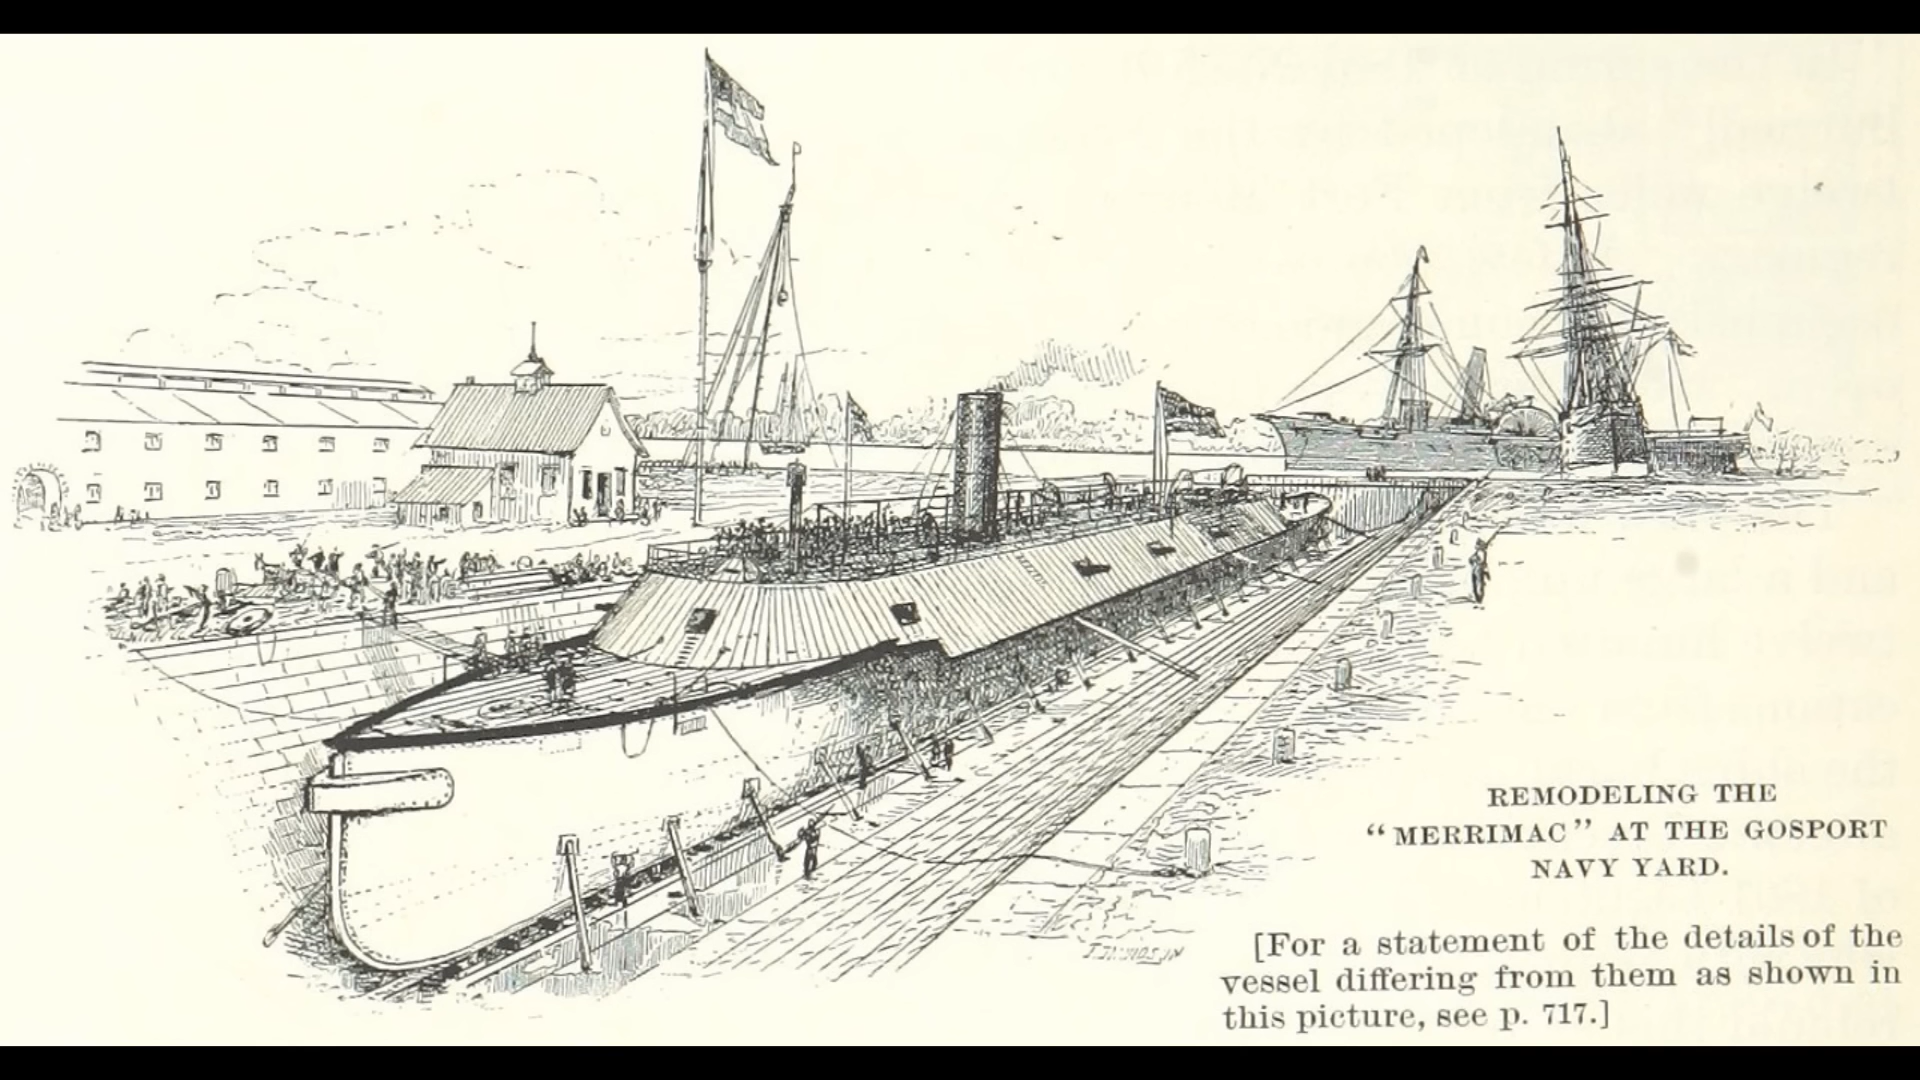 REMODELING THE
“MERRIMAC” AT THE GOSPORT
NAVY YARD.
[For a statement of the details of the
vessel differing from them as shown in
this picture, see p. 717.]